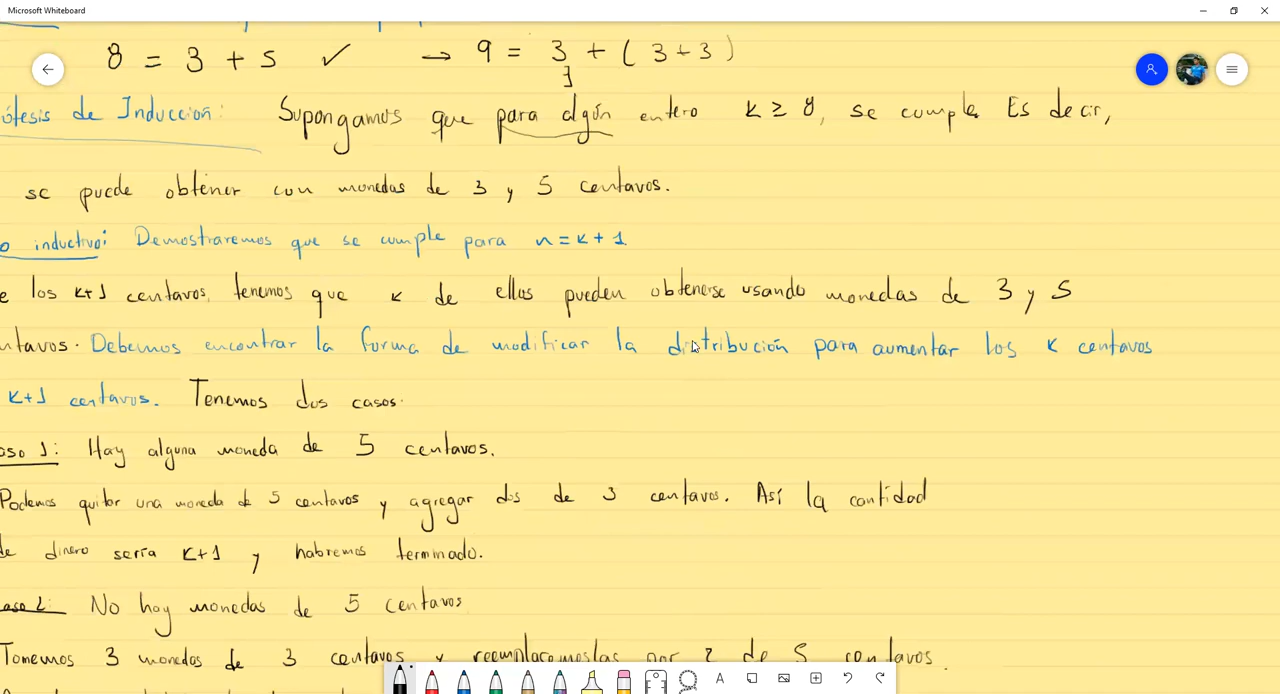 Microsoft Whiteboard
8 = 3 + 5 ✓ → 9 = 3 + (3+3)
ótesis de Inducción: Supongamos que para algún entero k ≥ 8, se cumple. Es decir,
se puede obtener con monedas de 3 y 5 centavos.
o inductivo: Demostraremos que se cumple para n = k + 1.
e los k+1 centavos, tenemos que k de ellos pueden obtenerse usando monedas de 3 y 5
ntavos. Debemos encontrar la forma de modificar la distribución para aumentar los k centavos
k+1 centavos. Tenemos dos casos.
aso 1: Hay alguna moneda de 5 centavos.
Podemos quitar una moneda de 5 centavos y agregar dos de 3 centavos. Así la cantidad
de dinero sería k+1 y habremos terminado.
aso 2: No hay monedas de 5 centavos
Tomemos 3 monedas de 3 centavos y reemplacemoslas por 2 de 5 centavos.